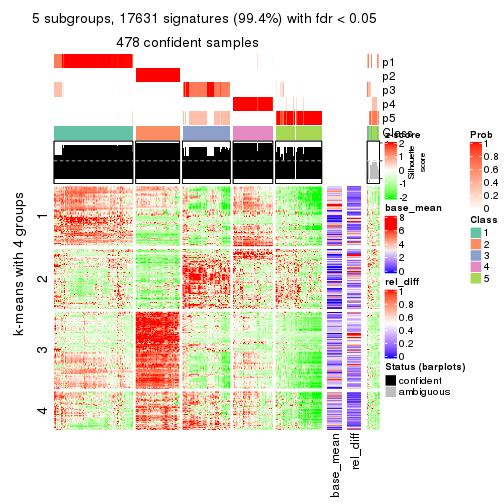 5 subgroups, 17631 signatures (99.4%) with fdr < 0.05
478 confident samples
p1
p2
p3
p4
p5
Class
z-score
2
1
0
-1
-2
Silhouette
score
base_mean
8
6
4
2
0
rel_diff
1
0.8
0.6
0.4
0.2
0
Prob
1
0.8
0.6
0.4
0.2
0
Class
1
2
3
4
5
Status (barplots)
confident
ambiguous
k-means with 4 groups
1
2
3
4
base_mean
rel_diff